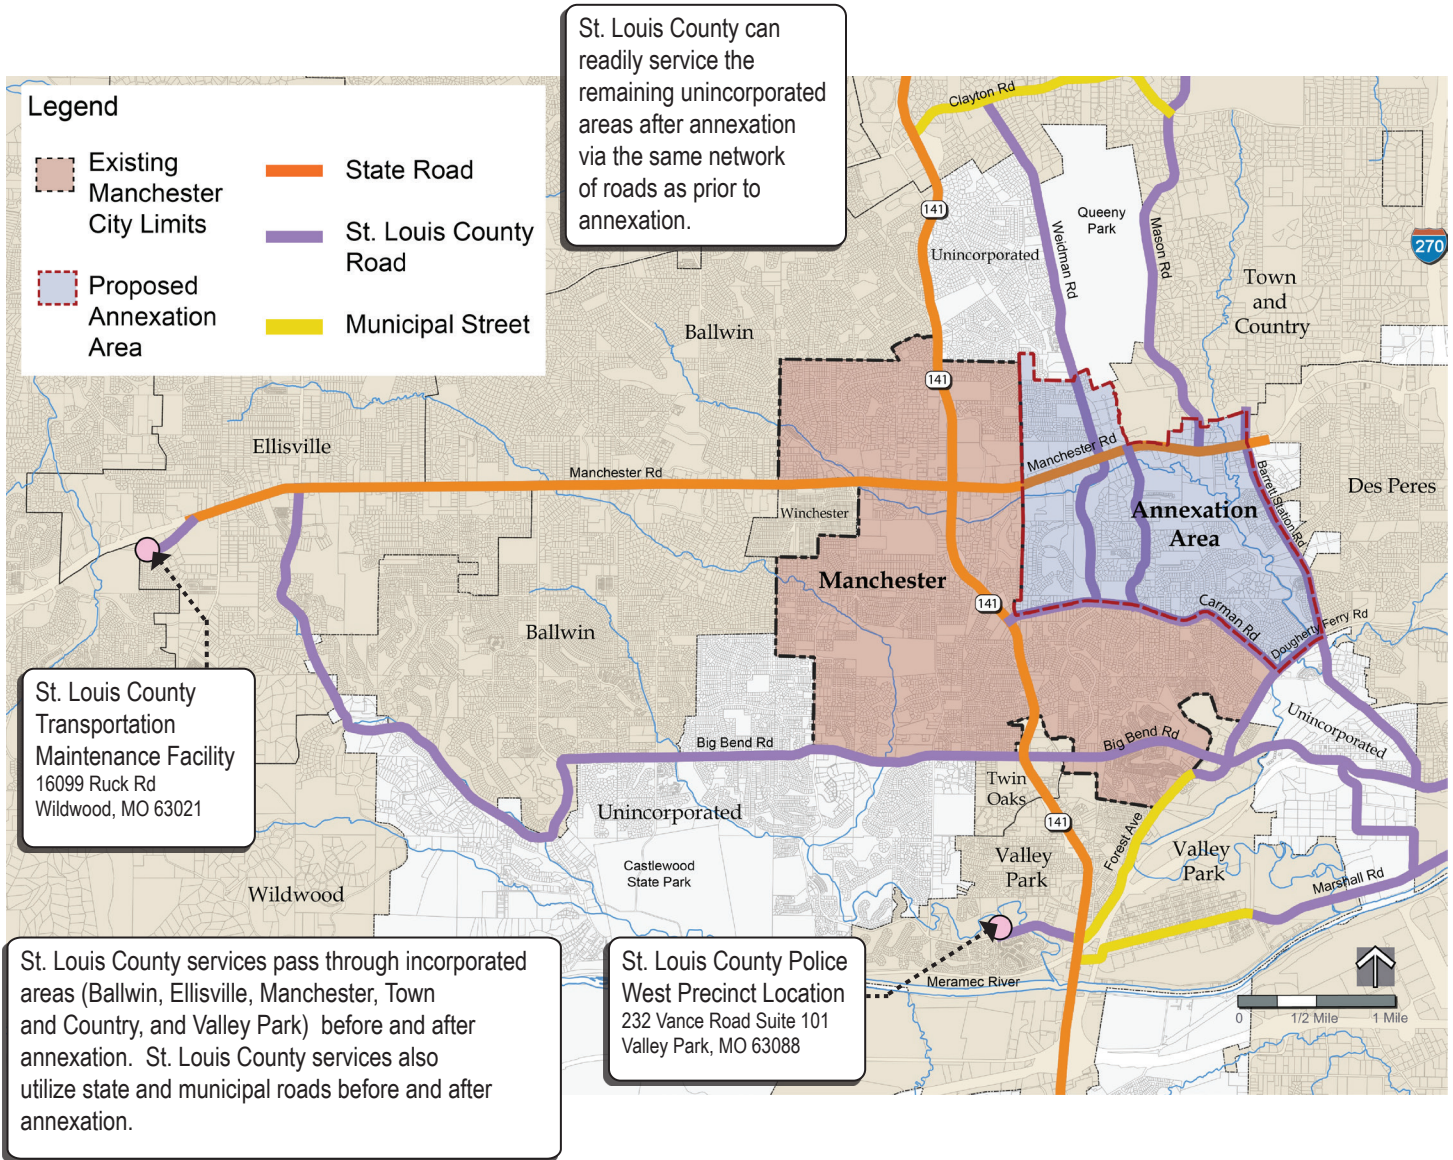 St. Louis County can
readily service the
remaining unincorporated
areas after annexation
via the same network
of roads as prior to
annexation.
Legend
Existing
Manchester
City Limits
Proposed
Annexation
Area
State Road
St. Louis County
Road
Municipal Street
Clayton Rd
141
Unincorporated
Weidman Rd
Queeny
Park
Mason Rd
270
Town
and
Country
Ballwin
141
Ellisville
Manchester Rd
Manchester Rd
Winchester
Annexation
Area
Barrett Station Rd
Des Peres
Manchester
141
Ballwin
Carman Rd
Dougherty Ferry Rd
St. Louis County
Transportation
Maintenance Facility
16099 Ruck Rd
Wildwood, MO 63021
Big Bend Rd
Big Bend Rd
Unincorporated
Twin
Oaks
Unincorporated
141
Forest Ave
Castlewood
State Park
Valley
Park
Valley
Park
Marshall Rd
Wildwood
St. Louis County services pass through incorporated
areas (Ballwin, Ellisville, Manchester, Town
and Country, and Valley Park) before and after
annexation. St. Louis County services also
utilize state and municipal roads before and after
annexation.
St. Louis County Police
West Precinct Location
232 Vance Road Suite 101
Valley Park, MO 63088
Meramec River
0 1/2 Mile 1 Mile
141